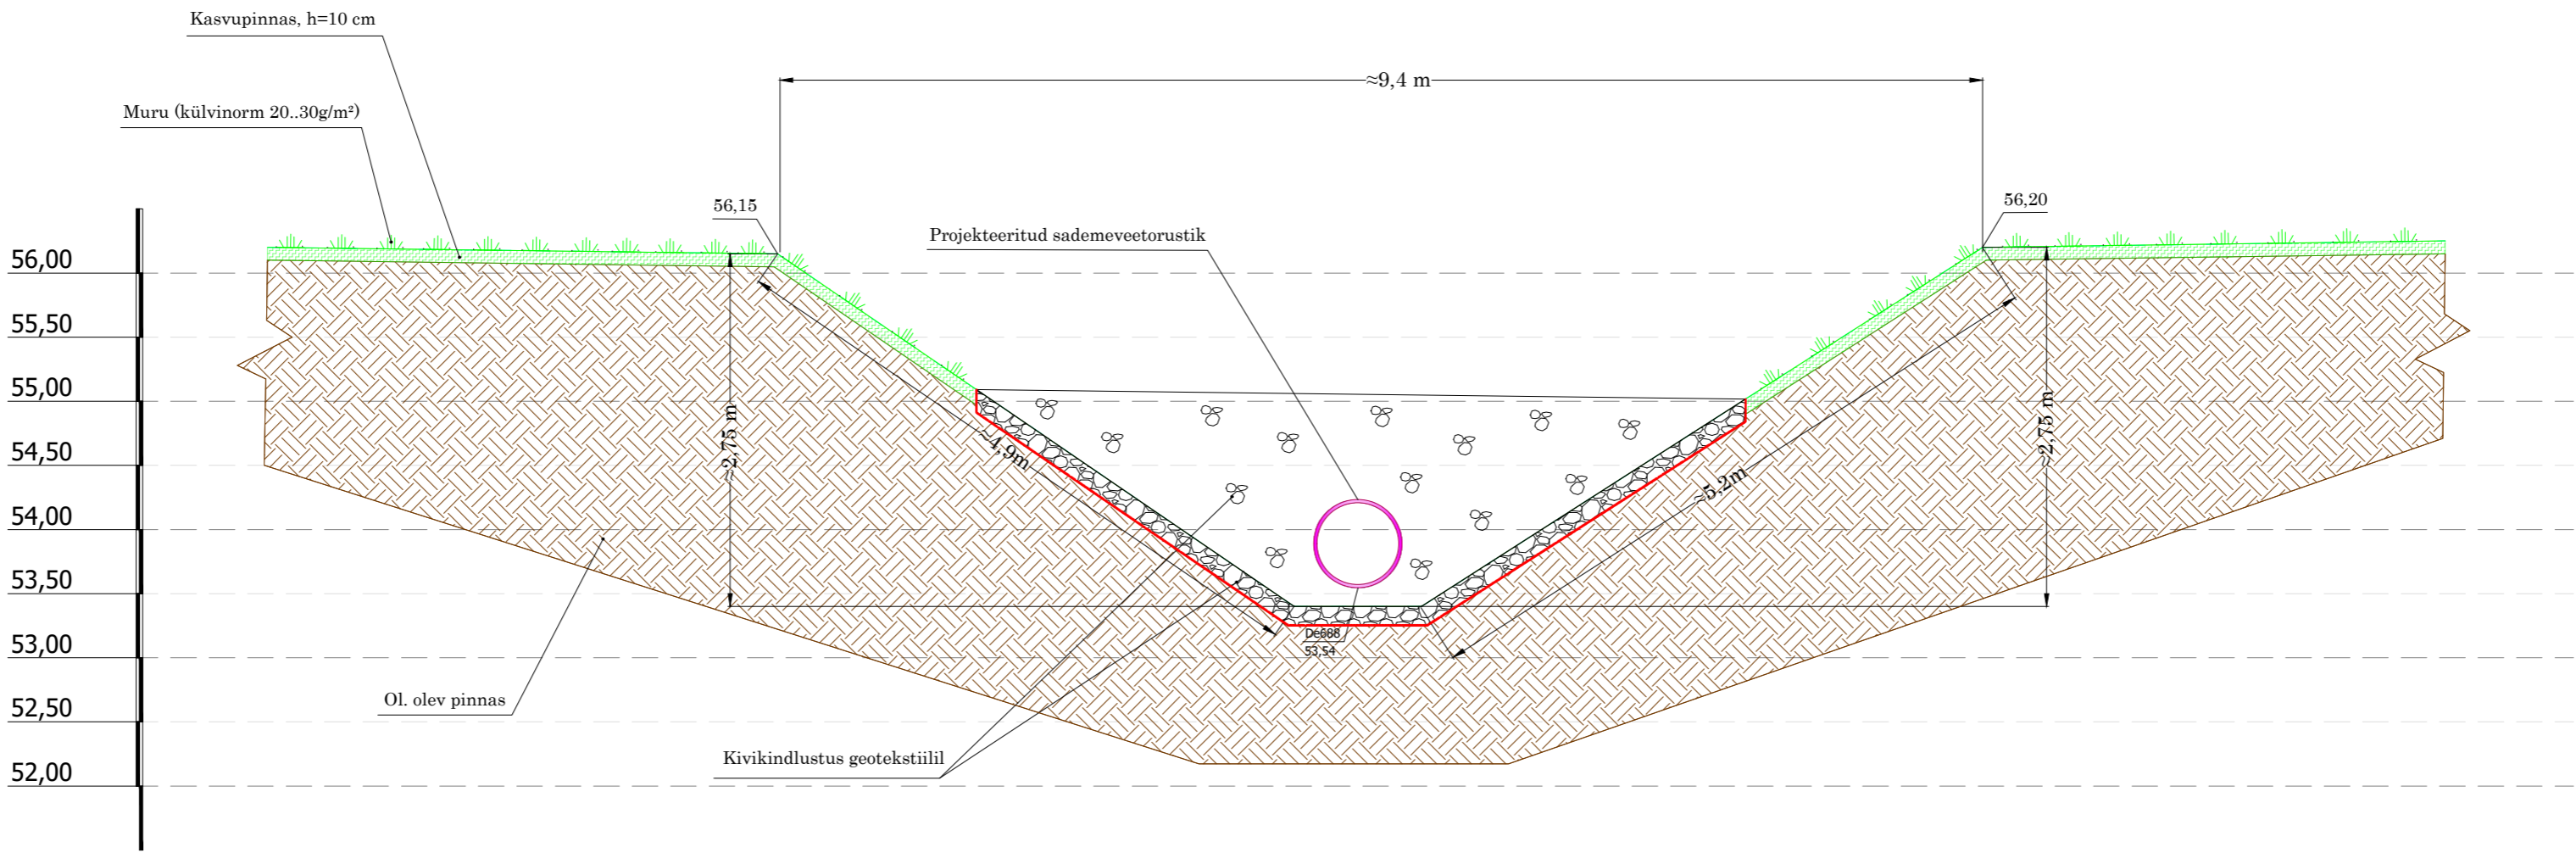 Kasvupinnas, h=10 cm
≈9,4 m
Muru (külvinorm 20..30g/m²)
56,15
56,20
Projekteeritud sademeveetorustik
56,00
55,50
55,00
54,50
54,00
53,50
53,00
52,50
52,00
≈2,75 m
≈4,9m
≈5,2m
≈2,75 m
De688
53,54
Ol. olev pinnas
Kivikindlustus geotekstiilil